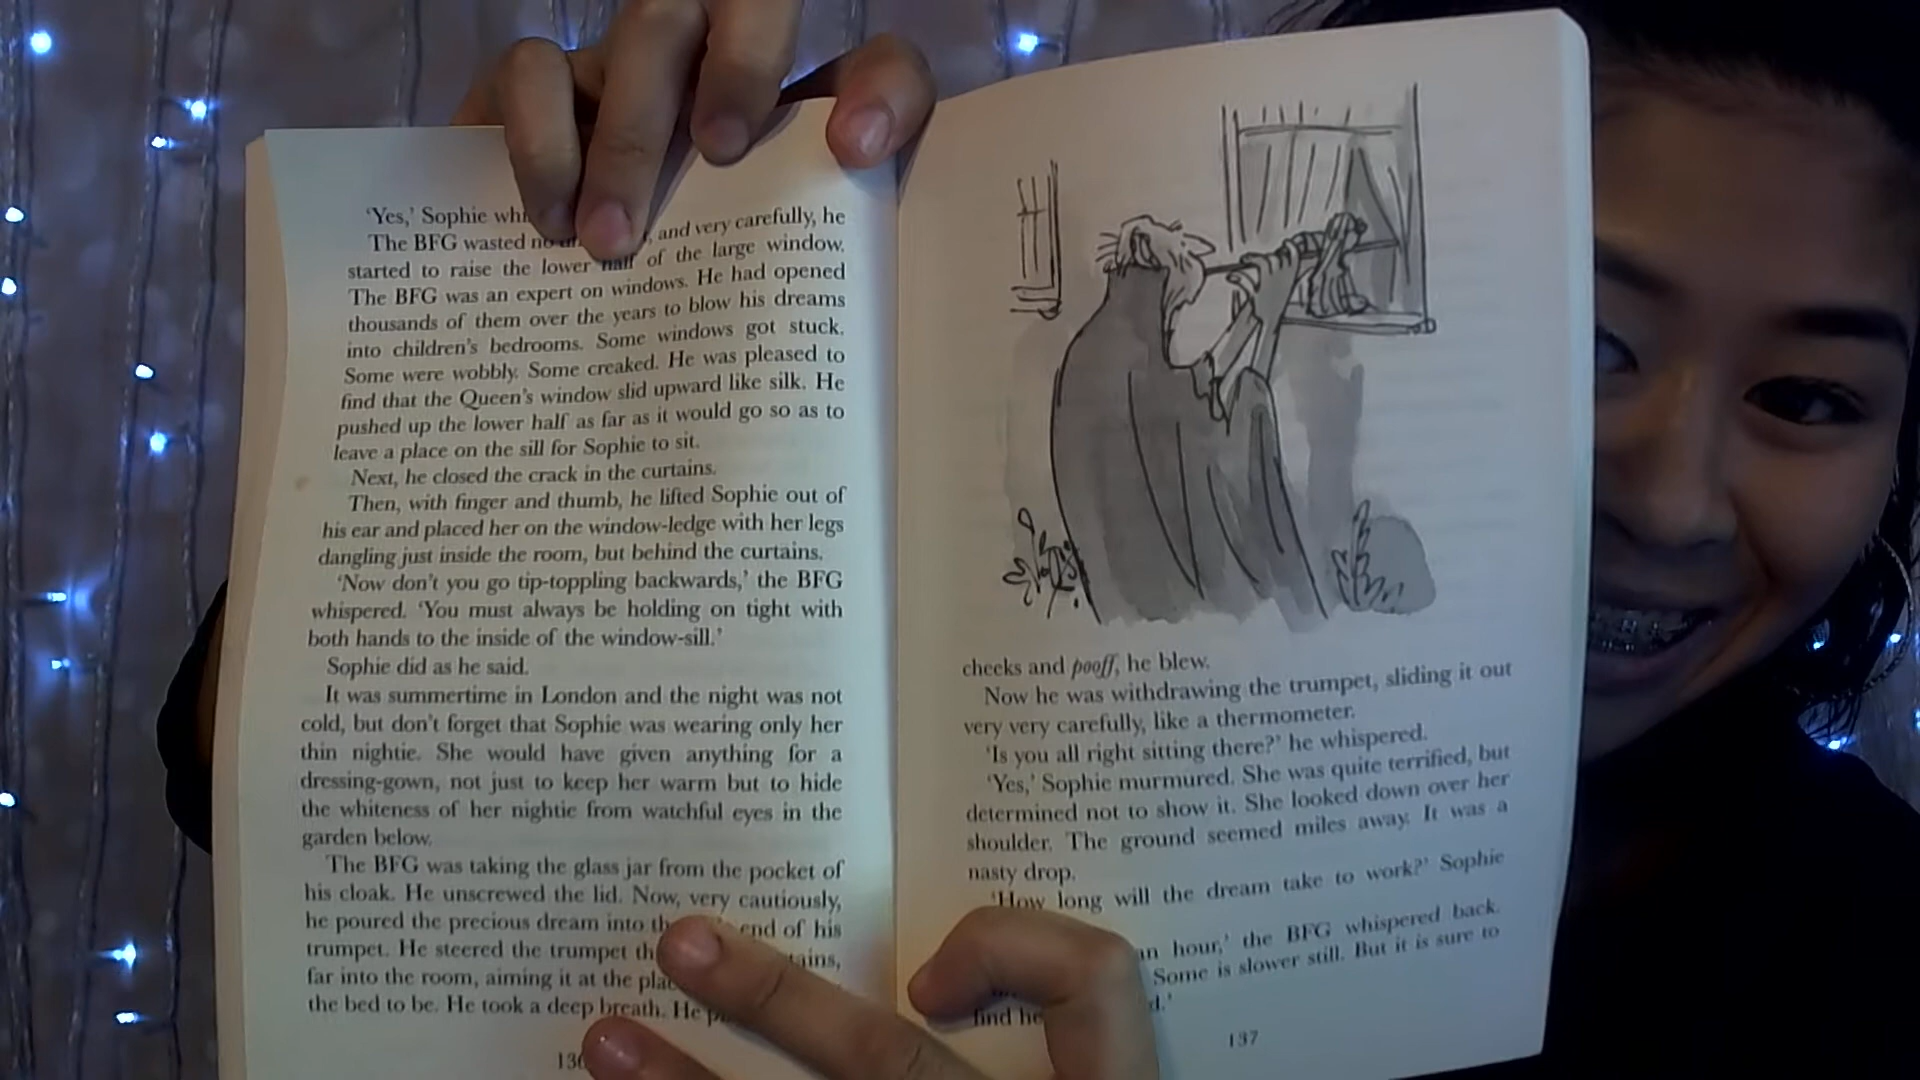 'Yes,' Sophie
The BFG wasted and very carefully, he
started to raise the lower half of the large window.
The BFG was an expert on windows. He had opened
thousands of them over the years to blow his dreams
into children's bedrooms. Some windows got stuck.
Some were wobbly. Some creaked. He was pleased to
find that the Queen's window slid upward like silk. He
pushed up the lower half as far as it would go so as to
leave a place on the sill for Sophie to sit.
Next, he closed the crack in the curtains.
Then, with finger and thumb, he lifted Sophie out of
his ear and placed her on the window-ledge with her legs
dangling just inside the room, but behind the curtains.
'Now don't you go tip-toppling backwards,' the BFG
whispered. 'You must always be holding on tight with
both hands to the inside of the window-sill.'
Sophie did as he said.
It was summertime in London and the night was not
cold, but don't forget that Sophie was wearing only her
thin nightie. She would have given anything for a
dressing-gown, not just to keep her warm but to hide
the whiteness of her nightie from watchful eyes in the
garden below.
The BFG was taking the glass jar from the pocket of
his cloak. He unscrewed the lid. Now, very cautiously,
he poured the precious dream into end of his
trumpet. He steered the trumpet
far into the room, aiming it at the
the bed to be. He took a deep breath. He
cheeks and pooff, he blew.
Now he was withdrawing the trumpet, sliding it out
very very carefully, like a thermometer.
'Is you all right sitting there?' he whispered.
'Yes,' Sophie murmured. She was quite terrified, but
determined not to show it. She looked down over her
shoulder. The ground seemed miles away. It was a
nasty drop.
'How long will the dream take to work?' Sophie
an hour,' the BFG whispered back.
Some is slower still. But it is sure to
find
137